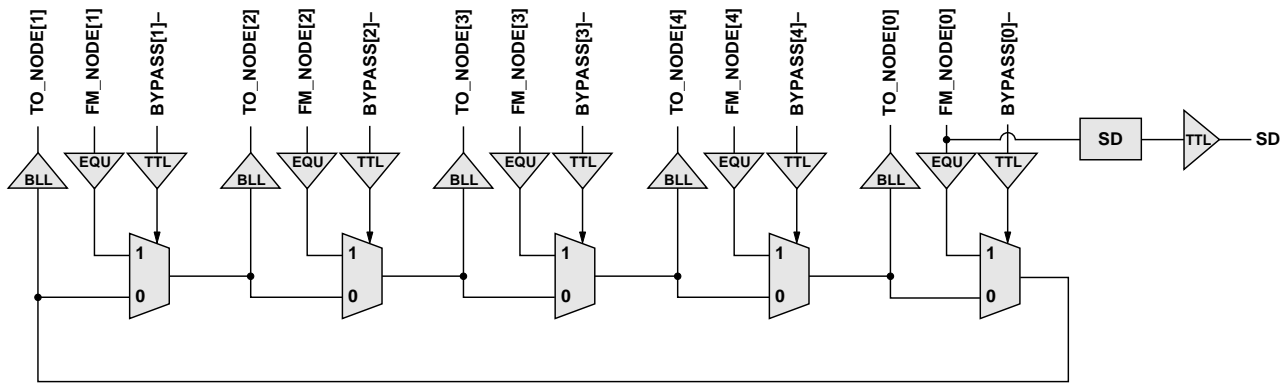 TO_NODE[1]
FM_NODE[1]
BYPASS[1]–
TO_NODE[2]
FM_NODE[2]
BYPASS[2]–
TO_NODE[3]
FM_NODE[3]
BYPASS[3]–
TO_NODE[4]
FM_NODE[4]
BYPASS[4]–
TO_NODE[0]
FM_NODE[0]
BYPASS[0]–
SD
TTL
SD
BLL
EQU
TTL
BLL
EQU
TTL
BLL
EQU
TTL
BLL
EQU
TTL
BLL
EQU
TTL
1
0
1
0
1
0
1
0
1
0